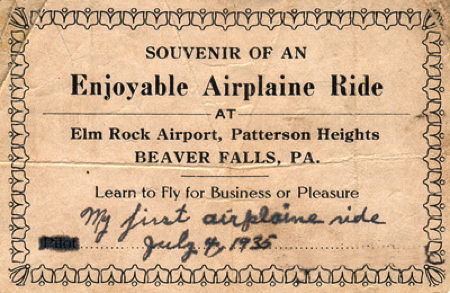 SOUVENIR OF AN
Enjoyable Airplaine Ride
AT
Elm Rock Airport, Patterson Heights
BEAVER FALLS, PA.
Learn to Fly for Business or Pleasure
My first airplaine ride
Pilot
July 4, 1935